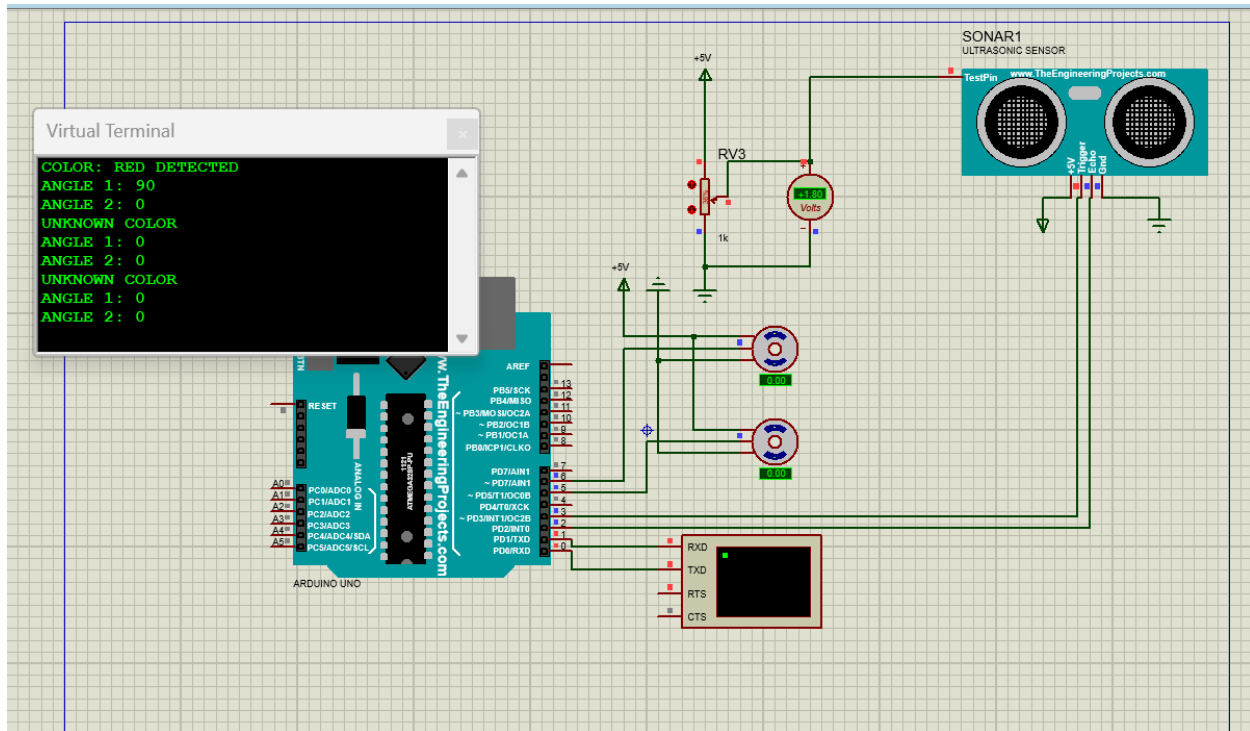 SONAR1
ULTRASONIC SENSOR
TestPin
www.TheEngineeringProjects.com
+5V
Trigger
Echo
Gnd
+5V
RV3
1k
+1.80
Volts
Virtual Terminal
COLOR: RED DETECTED
ANGLE 1: 90
ANGLE 2: 0
UNKNOWN COLOR
ANGLE 1: 0
ANGLE 2: 0
UNKNOWN COLOR
ANGLE 1: 0
ANGLE 2: 0
+5V
0.00
0.00
www.TheEngineeringProjects.com
RESET
ANALOG IN
1121
ATMEGA328P-PU
AREF
PB5/SCK 13
PB4/MISO 12
~ PB3/MOSI/OC2A 11
~ PB2/OC1B 10
~ PB1/OC1A 9
PB0/ICP1/CLKO 8
PD7/AIN1 7
~ PD7/AIN1 6
~ PD5/T1/OC0B 5
PD4/T0/XCK 4
~ PD3/INT1/OC2B 3
PD2/INT0 2
PD1/TXD 1
PD0/RXD 0
A0 PC0/ADC0
A1 PC1/ADC1
A2 PC2/ADC2
A3 PC3/ADC3
A4 PC4/ADC4/SDA
A5 PC5/ADC5/SCL
ARDUINO UNO
RXD
TXD
RTS
CTS